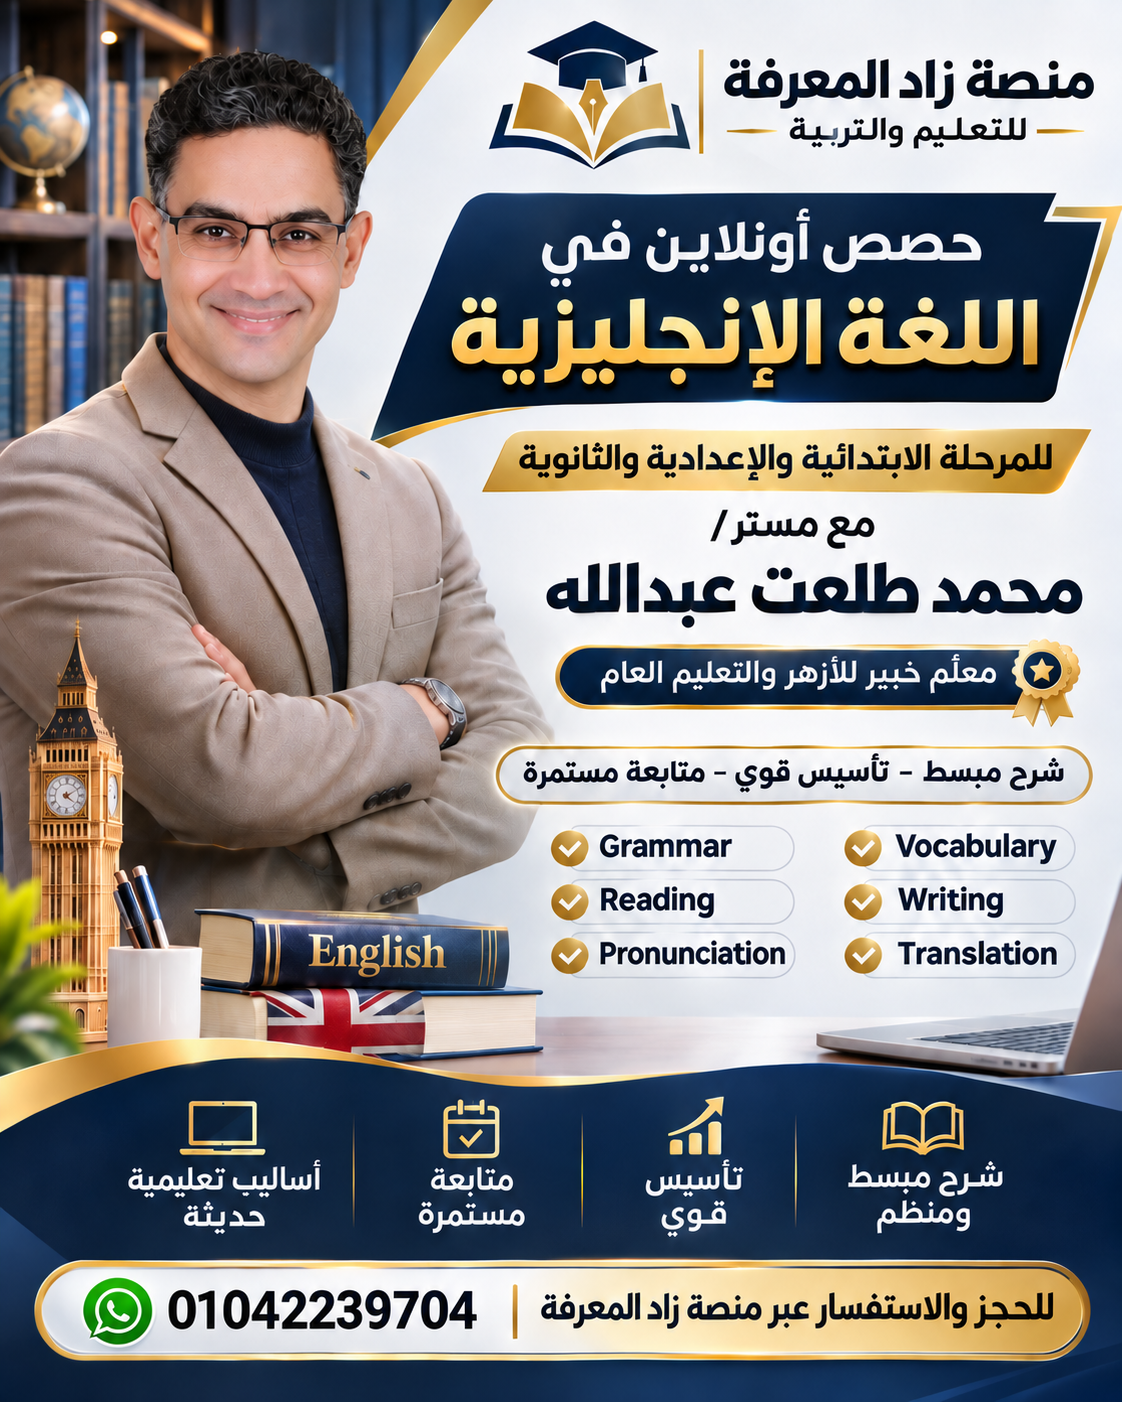 منصة زاد المعرفة
للتعليم والتربية
حصص أونلاين في
اللغة الإنجليزية
للمرحلة الابتدائية والإعدادية والثانوية
مع مستر /
محمد طلعت عبدالله
معلّم خبير للأزهر والتعليم العام
شرح مبسط – تأسيس قوي – متابعة مستمرة
Grammar
Vocabulary
Reading
Writing
Pronunciation
Translation
English
شرح مبسط
ومنظم
تأسيس
قوي
متابعة
مستمرة
أساليب تعليمية
حديثة
للحجز والاستفسار عبر منصة زاد المعرفة
01042239704